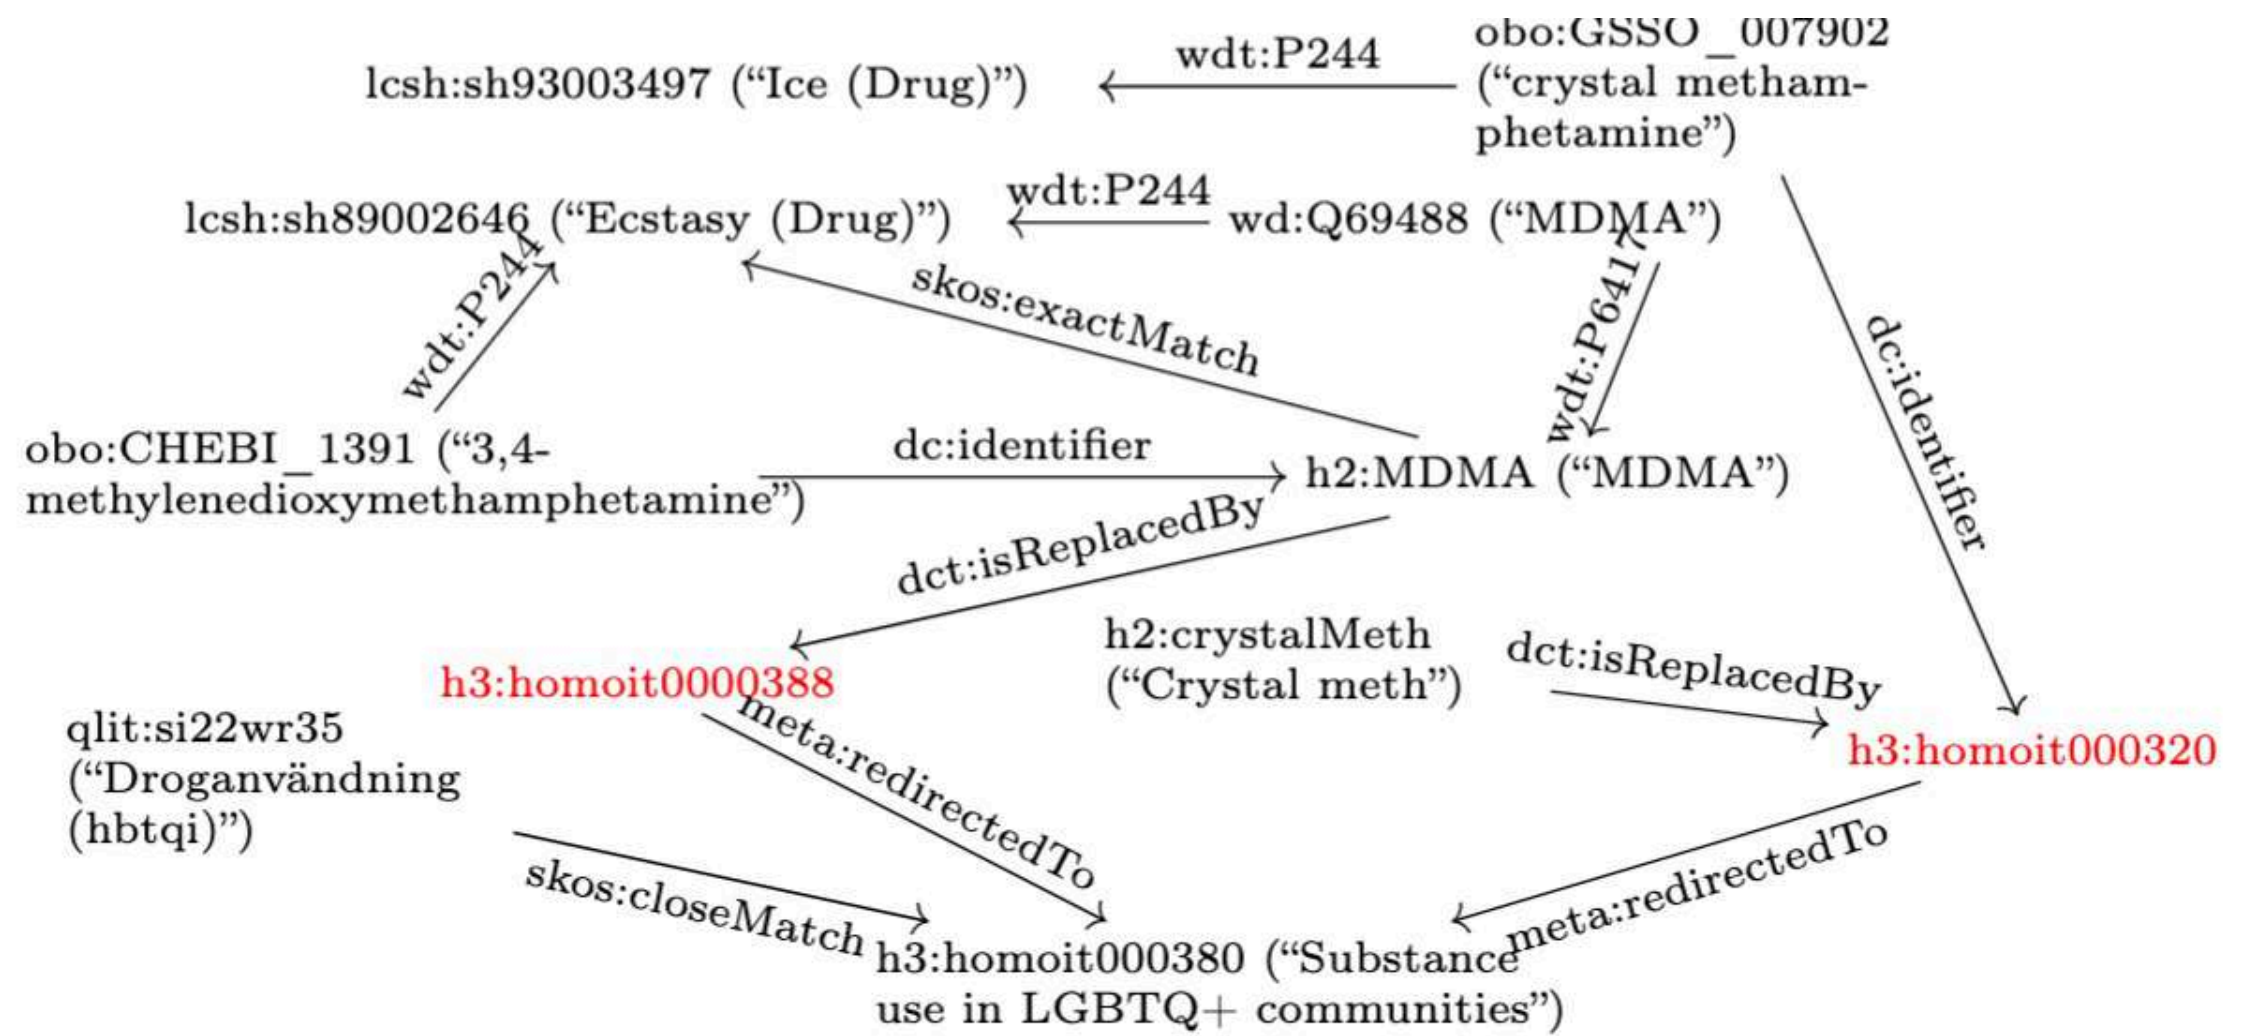 obo:GSSO_007902
wdt:P244
lcsh:sh93003497 (“Ice (Drug)”)
(“crystal metham-
phetamine”)
wdt:P244
lcsh:sh89002646 (“Ecstasy (Drug)”)
wd:Q69488 (“MDMA”)
wdt:P244
skos:exactMatch
wdt:P6417
dc:identifier
obo:CHEBI_1391 (“3,4-
methylenedioxymethamphetamine”)
dc:identifier
h2:MDMA (“MDMA”)
dct:isReplacedBy
h2:crystalMeth
(“Crystal meth”)
dct:isReplacedBy
h3:homoit0000388
h3:homoit000320
qlit:si22wr35
(“Droganvändning
(hbtqi)”)
meta:redirectedTo
meta:redirectedTo
skos:closeMatch
h3:homoit000380 (“Substance
use in LGBTQ+ communities”)